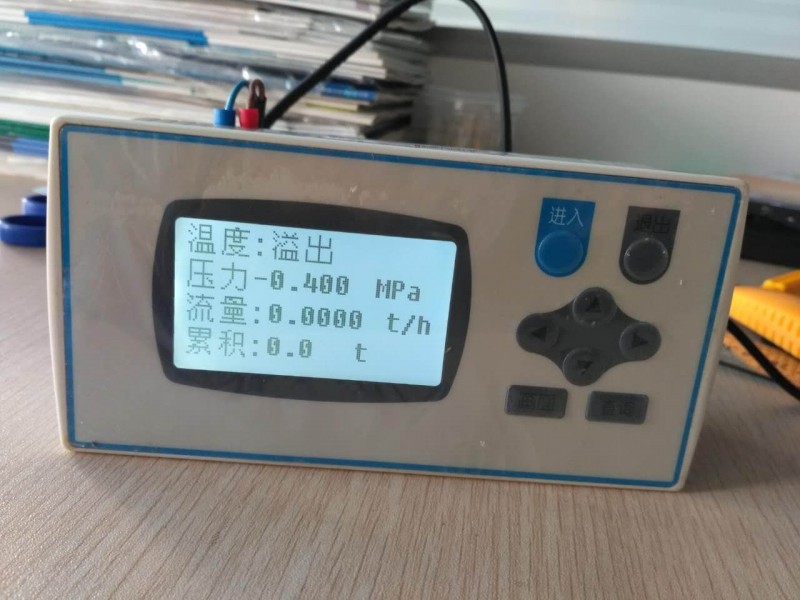 温度:溢出
压力-0.400 MPa
流量:0.0000 t/h
累积:0.0 t
进入
退出